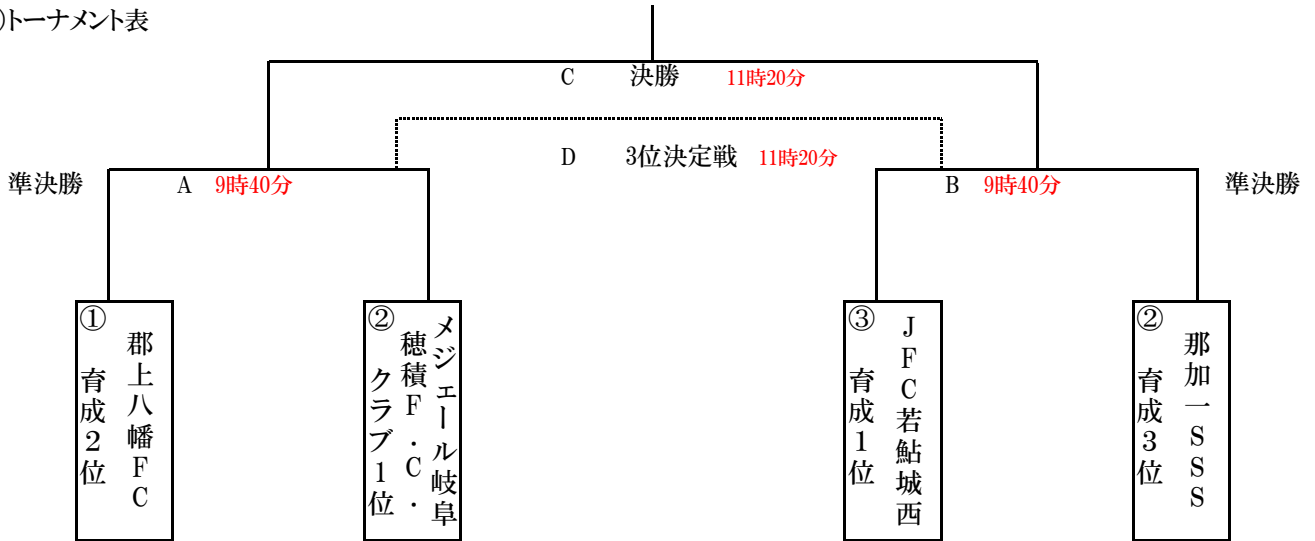 )トーナメント表
C 決勝 11時20分
D 3位決定戦 11時20分
準決勝 A 9時40分 B 9時40分 準決勝
①
郡上八幡FC
育成2位
②
メジェール岐阜
穂積F.C.
クラブ1位
③
JFC若鮎城西
育成1位
②
那加一SSS
育成3位